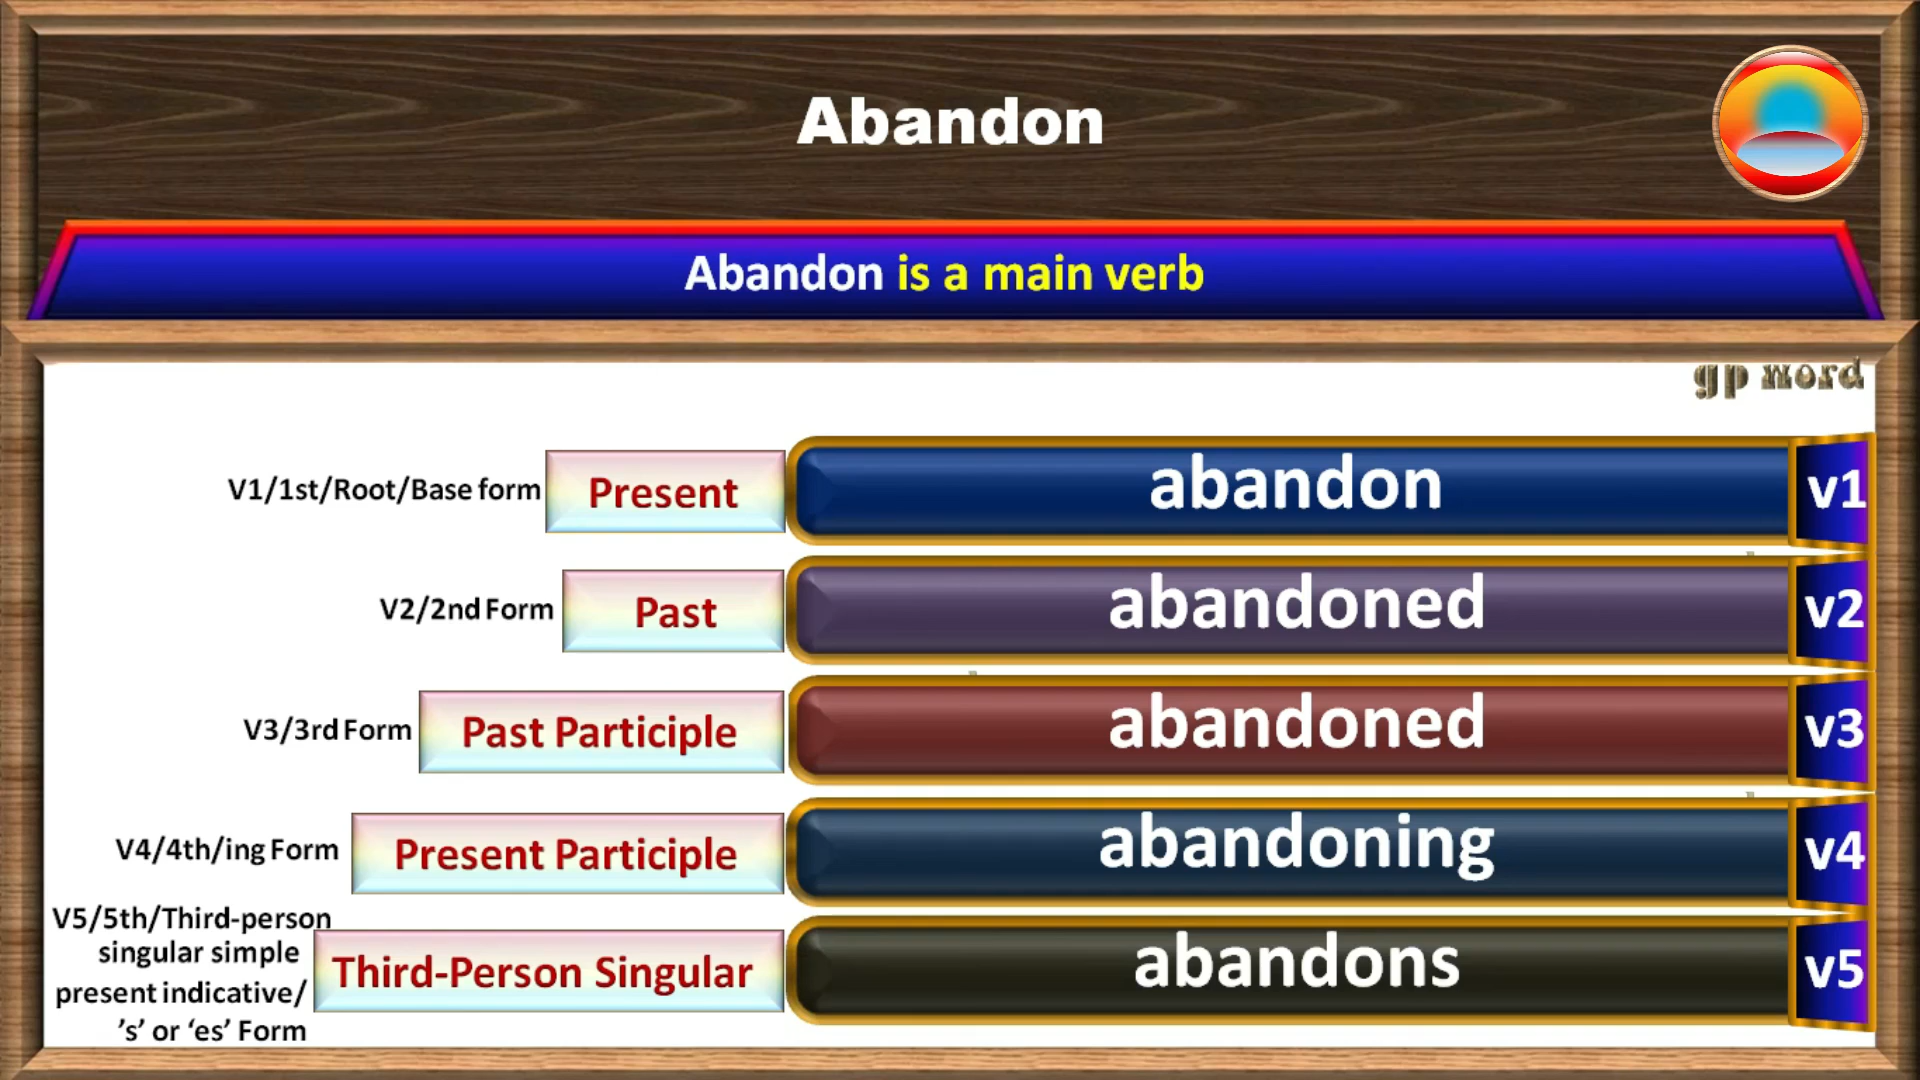 Abandon
Abandon is a main verb
gp word
V1/1st/Root/Base form Present abandon v1
V2/2nd Form Past abandoned v2
V3/3rd Form Past Participle abandoned v3
V4/4th/ing Form Present Participle abandoning v4
V5/5th/Third-person
singular simple
present indicative/
’s’ or ‘es’ Form
Third-Person Singular abandons v5